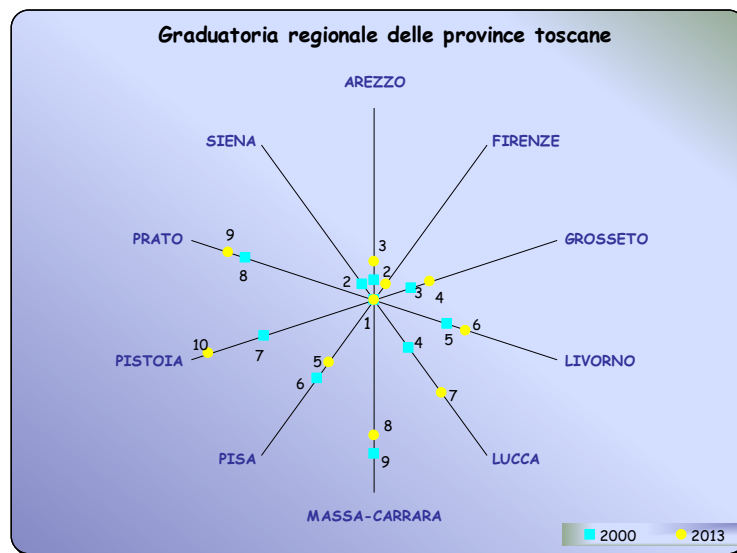 Graduatoria regionale delle province toscane
AREZZO
SIENA
FIRENZE
9
3
PRATO
GROSSETO
8
2
2
3
4
1
5
6
10
7
5
4
PISTOIA
LIVORNO
6
7
8
9
PISA
LUCCA
MASSA-CARRARA
2000
2013